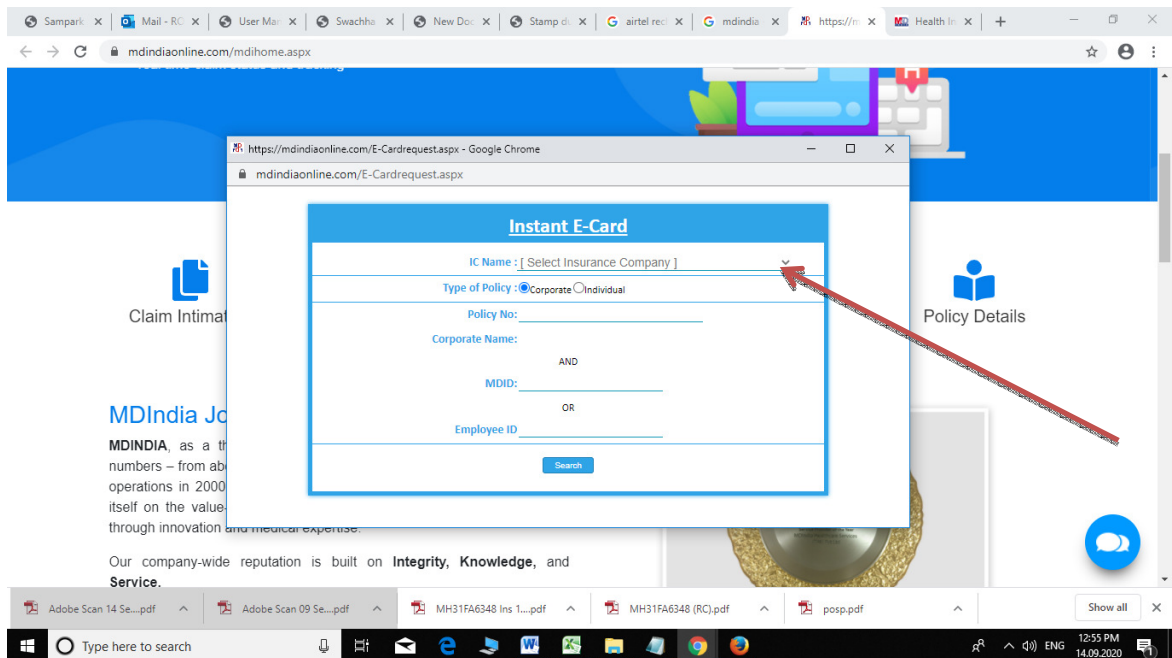 Sampark
Mail - RO
User Man
Swachha
New Doc
Stamp du
airtel rech
mdindia
https://m
Health In
mdindiaonline.com/mdihome.aspx
https://mdindiaonline.com/E-Cardrequest.aspx - Google Chrome
mdindiaonline.com/E-Cardrequest.aspx
Instant E-Card
IC Name : [ Select Insurance Company ]
Type of Policy : Corporate Individual
Policy No:
Corporate Name:
AND
MDID:
OR
Employee ID
Search
Claim Intimat
Policy Details
MDIndia Jo
MDINDIA, as a th
numbers – from abo
operations in 2000
itself on the value-
through innovation and medical expertise.
Our company-wide reputation is built on Integrity, Knowledge, and
Service.
Adobe Scan 14 Se....pdf
Adobe Scan 09 Se....pdf
MH31FA6348 Ins 1....pdf
MH31FA6348 (RC).pdf
posp.pdf
Show all
Type here to search
ENG
12:55 PM
14.09.2020